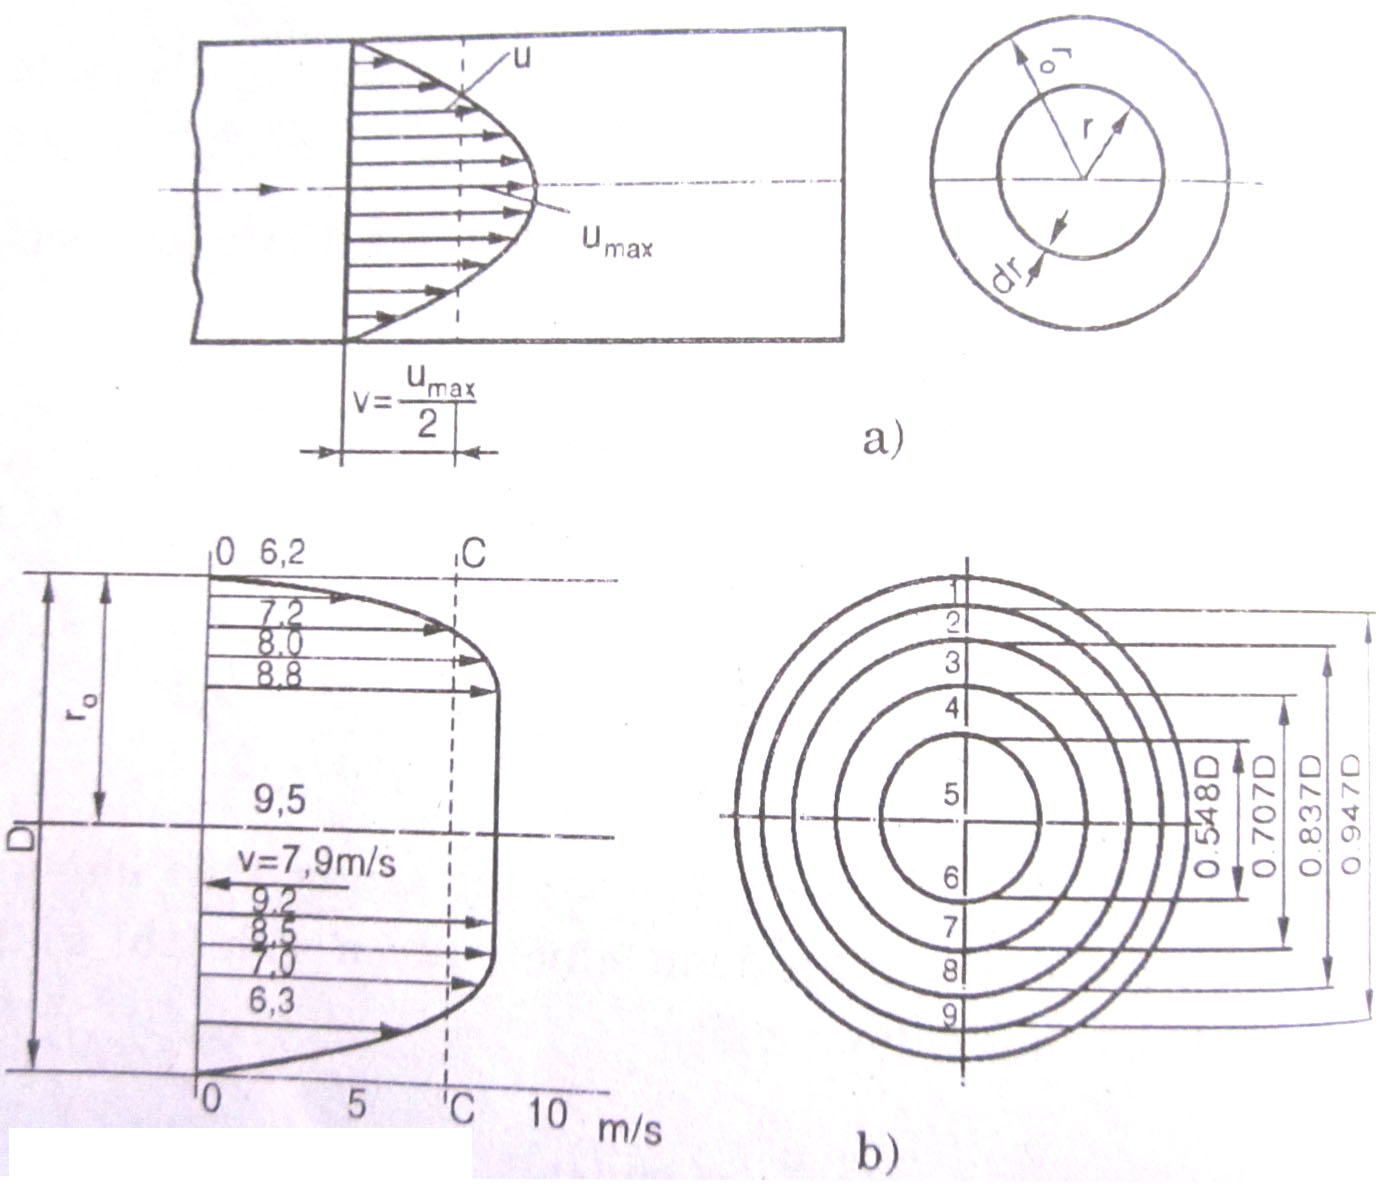 u
u max
v= u max
2
r o
r
dr
a)
0 6,2 C
7,2
8,0
8,8
r o
9,5
D
v=7,9m/s
9,2
8,5
7,0
6,3
0 5 C 10 m/s
1
2
3
4
5
6
7
8
9
0.548D
0.707D
0.837D
0.947D
b)